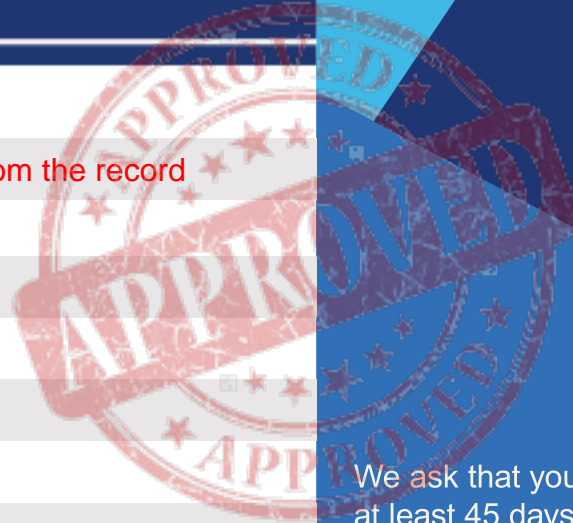 APPROVED
om the record
APPROVED
APPROVED
We ask that you
at least 45 days